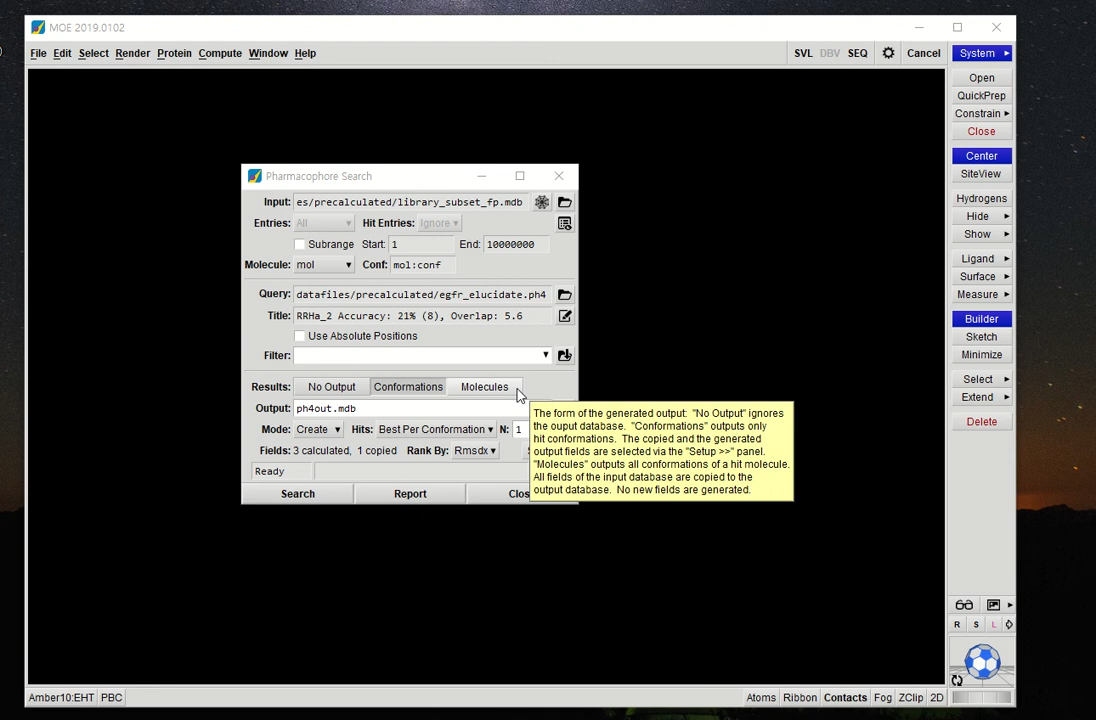 MOE 2019.0102
File Edit Select Render Protein Compute Window Help
SVL DBV SEQ Cancel
System
Open
QuickPrep
Constrain
Close
Center
SiteView
Hydrogens
Hide
Show
Ligand
Surface
Measure
Builder
Sketch
Minimize
Select
Extend
Delete
R S L
Pharmacophore Search
Input: es/precalculated/library_subset_fp.mdb
Entries: All Hit Entries: Ignore
Subrange Start: 1 End: 10000000
Molecule: mol Conf: mol:conf
Query: datafiles/precalculated/egfr_elucidate.ph4
Title: RRHa_2 Accuracy: 21% (8), Overlap: 5.6
Use Absolute Positions
Filter:
Results: No Output Conformations Molecules
Output: ph4out.mdb
Mode: Create Hits: Best Per Conformation N: 1
Fields: 3 calculated, 1 copied Rank By: Rmsdx
Ready
Search Report Clos
The form of the generated output: "No Output" ignores
the ouput database. "Conformations" outputs only
hit conformations. The copied and the generated
output fields are selected via the "Setup >>" panel.
"Molecules" outputs all conformations of a hit molecule.
All fields of the input database are copied to the
output database. No new fields are generated.
Amber10:EHT PBC
Atoms Ribbon Contacts Fog ZClip 2D